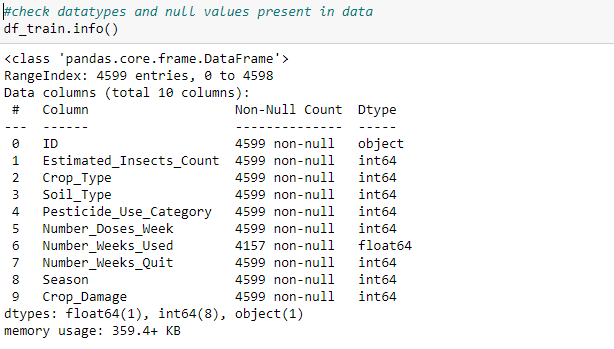 #check datatypes and null values present in data
df_train.info()
<class 'pandas.core.frame.DataFrame'>
RangeIndex: 4599 entries, 0 to 4598
Data columns (total 10 columns):
 #   Column                    Non-Null Count  Dtype
---  ------                    --------------  -----
 0   ID                        4599 non-null   object
 1   Estimated_Insects_Count   4599 non-null   int64
 2   Crop_Type                 4599 non-null   int64
 3   Soil_Type                 4599 non-null   int64
 4   Pesticide_Use_Category    4599 non-null   int64
 5   Number_Doses_Week         4599 non-null   int64
 6   Number_Weeks_Used         4157 non-null   float64
 7   Number_Weeks_Quit         4599 non-null   int64
 8   Season                    4599 non-null   int64
 9   Crop_Damage               4599 non-null   int64
dtypes: float64(1), int64(8), object(1)
memory usage: 359.4+ KB